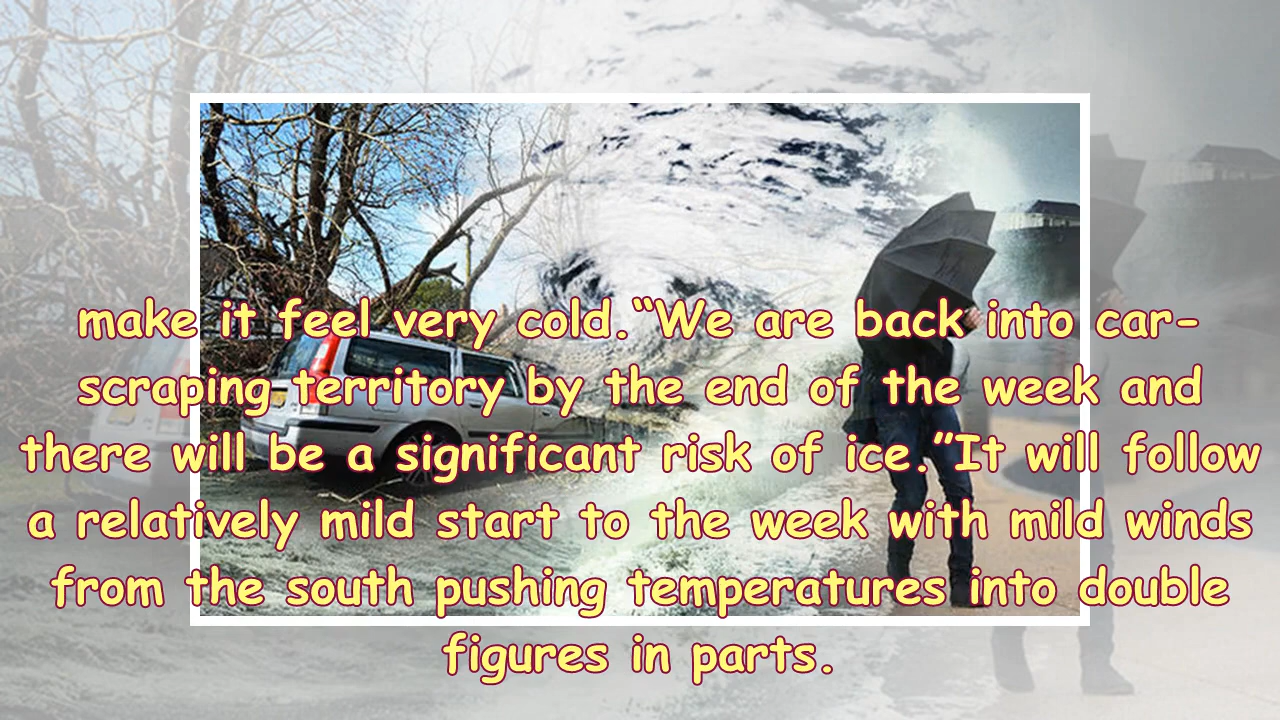 make it feel very cold.“We are back into car-
scraping territory by the end of the week and
there will be a significant risk of ice.”It will follow
a relatively mild start to the week with mild winds
from the south pushing temperatures into double
figures in parts.